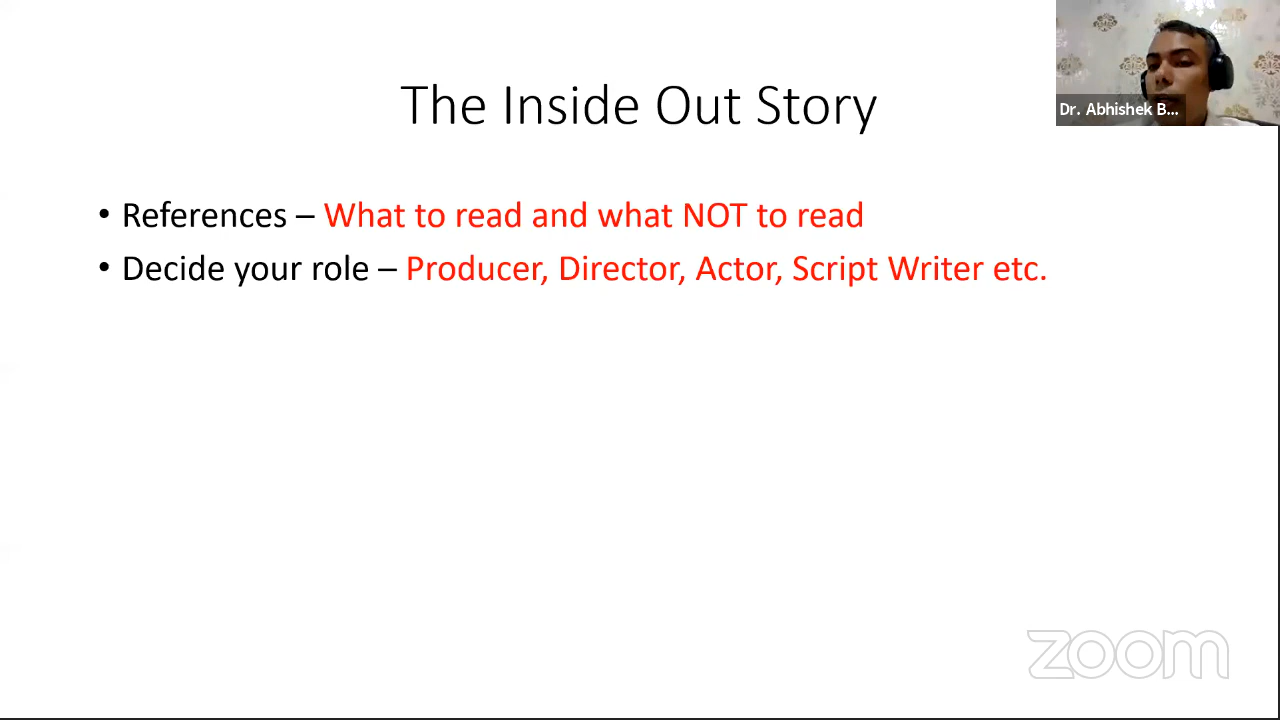 The Inside Out Story
Dr. Abhishek B...
• References – What to read and what NOT to read
• Decide your role – Producer, Director, Actor, Script Writer etc.
zoom